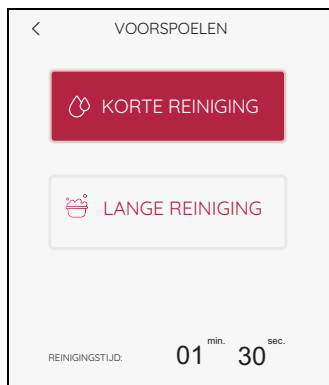 VOORSPOELEN
KORTE REINIGING
LANGE REINIGING
REINIGINGSTIJD: 01 min. 30 sec.